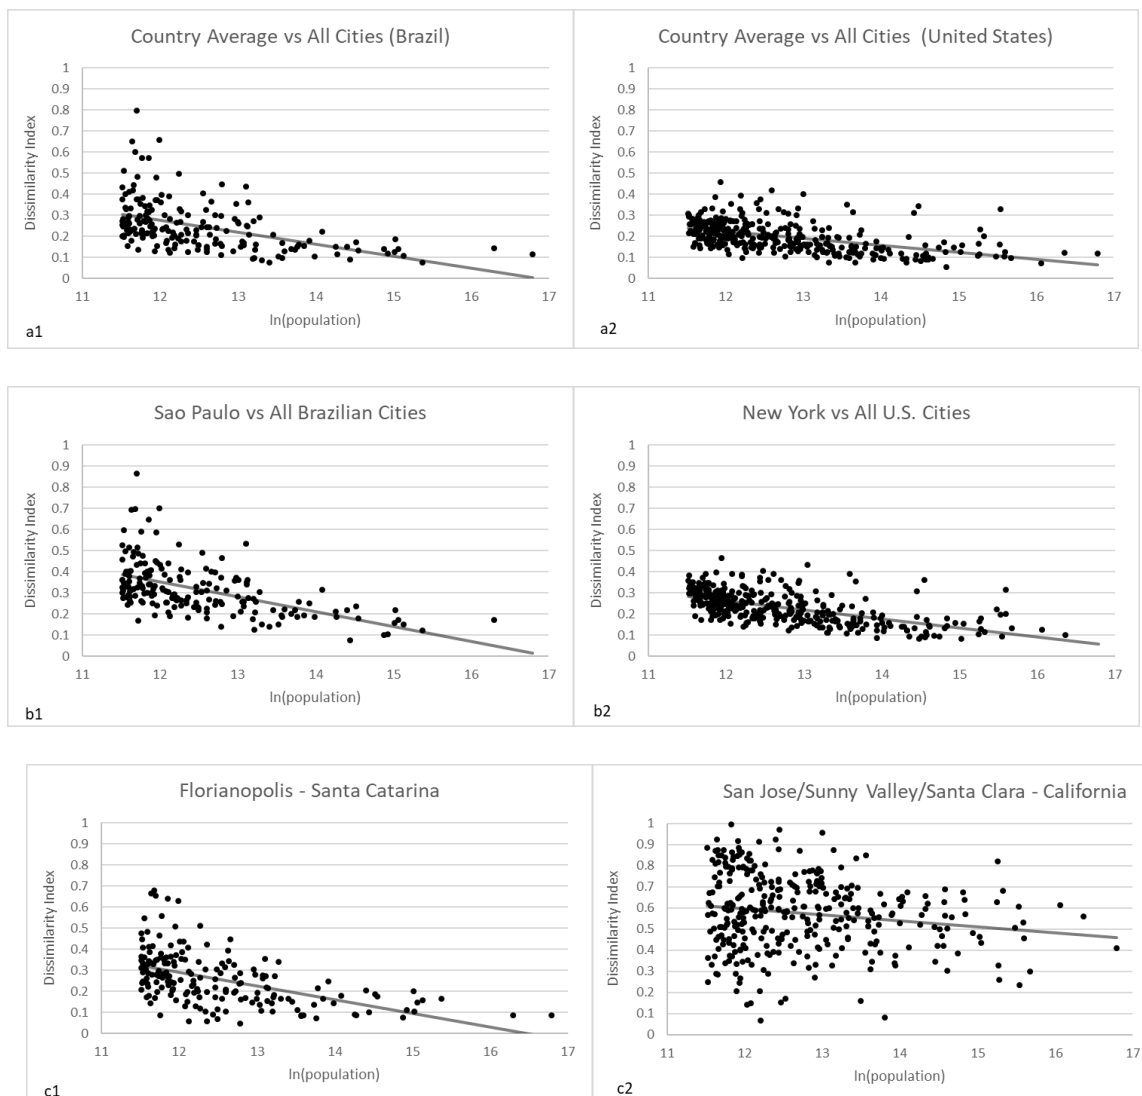 Country Average vs All Cities (Brazil)
1
0.9
0.8
0.7
0.6
0.5
0.4
0.3
0.2
0.1
0
Dissimilarity Index
11 12 13 14 15 16 17
ln(population)
a1
Country Average vs All Cities (United States)
1
0.9
0.8
0.7
0.6
0.5
0.4
0.3
0.2
0.1
0
Dissimilarity Index
11 12 13 14 15 16 17
ln(population)
a2
Sao Paulo vs All Brazilian Cities
1
0.9
0.8
0.7
0.6
0.5
0.4
0.3
0.2
0.1
0
Dissimilarity Index
11 12 13 14 15 16 17
ln(population)
b1
New York vs All U.S. Cities
1
0.9
0.8
0.7
0.6
0.5
0.4
0.3
0.2
0.1
0
Dissimilarity Index
11 12 13 14 15 16 17
ln(population)
b2
Florianopolis - Santa Catarina
1
0.9
0.8
0.7
0.6
0.5
0.4
0.3
0.2
0.1
0
Dissimilarity Index
11 12 13 14 15 16 17
ln(population)
c1
San Jose/Sunny Valley/Santa Clara - California
1
0.9
0.8
0.7
0.6
0.5
0.4
0.3
0.2
0.1
0
Dissimilarity Index
11 12 13 14 15 16 17
ln(population)
c2